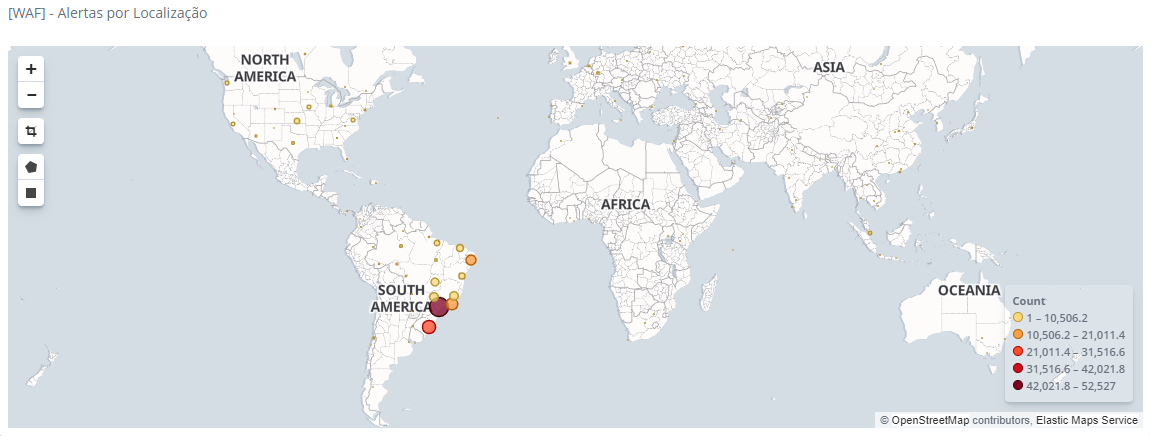 [WAF] - Alertas por Localização
+
−
NORTH
AMERICA
ASIA
AFRICA
SOUTH
AMERICA
OCEANIA
Count
1 – 10,506.2
10,506.2 – 21,011.4
21,011.4 – 31,516.6
31,516.6 – 42,021.8
42,021.8 – 52,527
© OpenStreetMap contributors, Elastic Maps Service